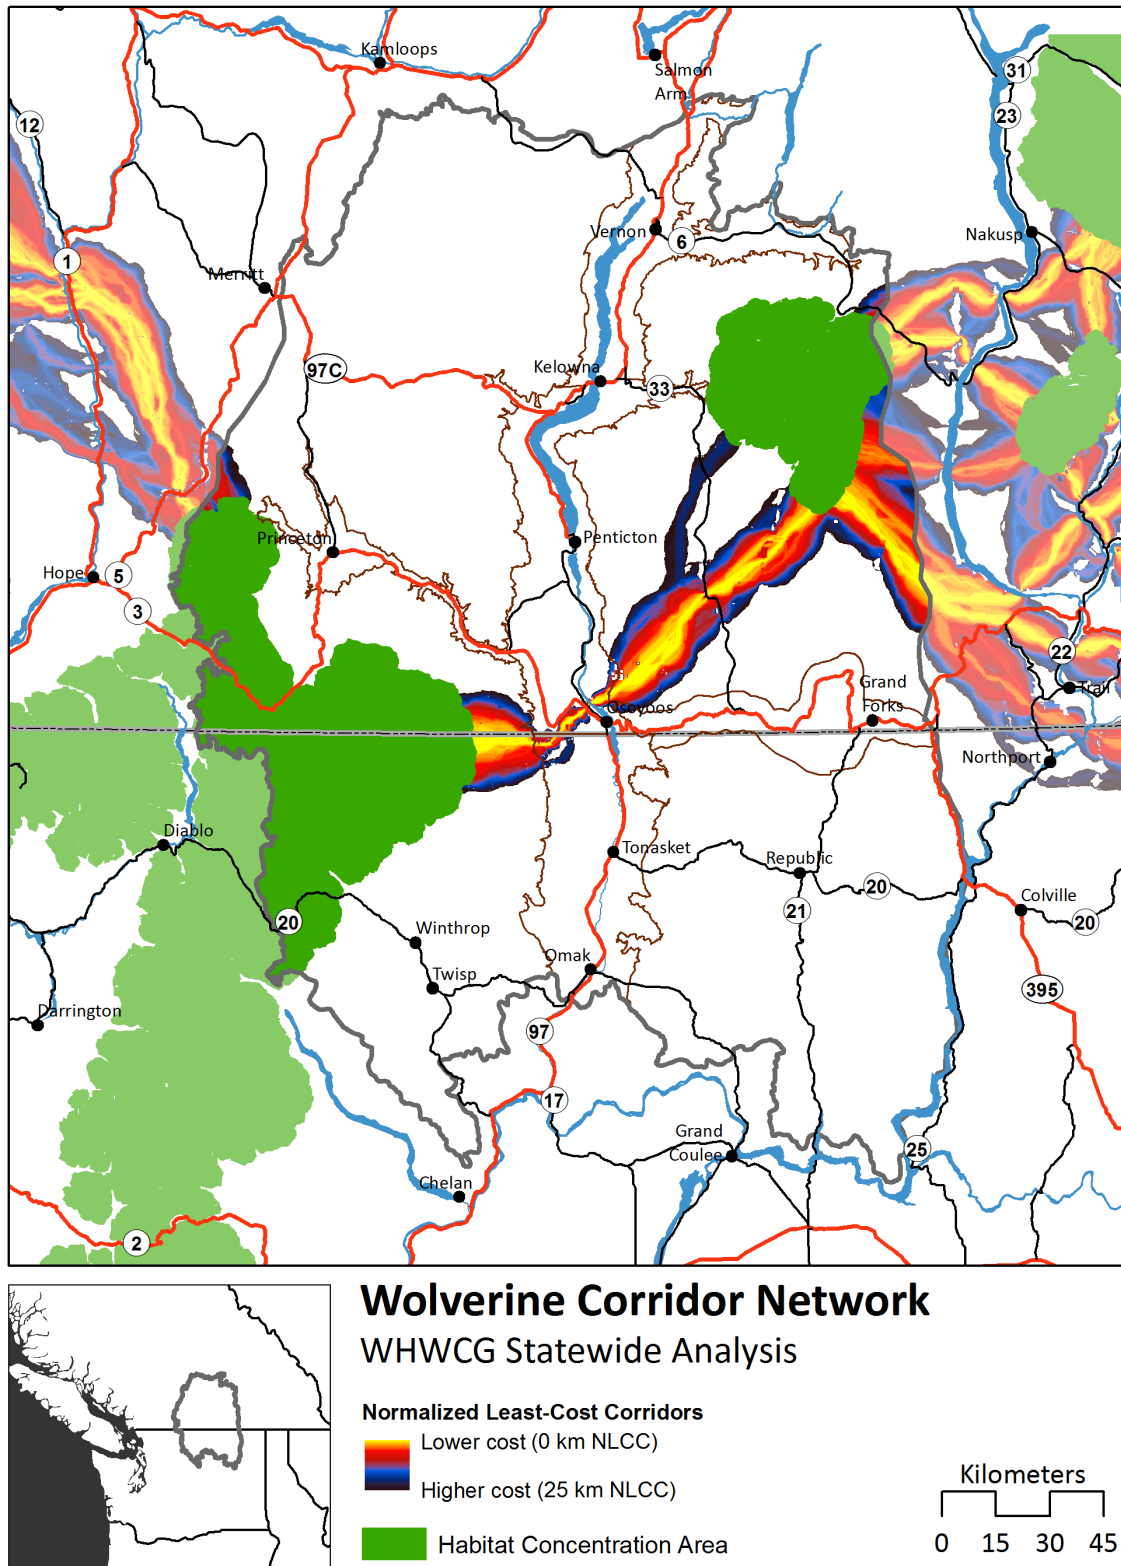 Kamloops
Salmon
Arm
31
23
12
Vernon
6
Nakusp
1
Merritt
97C
Kelowna
33
Princeton
Penticton
Hope
5
3
22
Trail
Grand
Forks
Osoyoos
Northport
Diablo
Tonasket
Republic
20
21
Colville
20
20
Winthrop
Omak
Twisp
395
Darrington
97
17
Grand
Coulee
25
Chelan
2
Wolverine Corridor Network
WHWCG Statewide Analysis
Normalized Least-Cost Corridors
Lower cost (0 km NLCC)
Higher cost (25 km NLCC)
Habitat Concentration Area
Kilometers
0 15 30 45